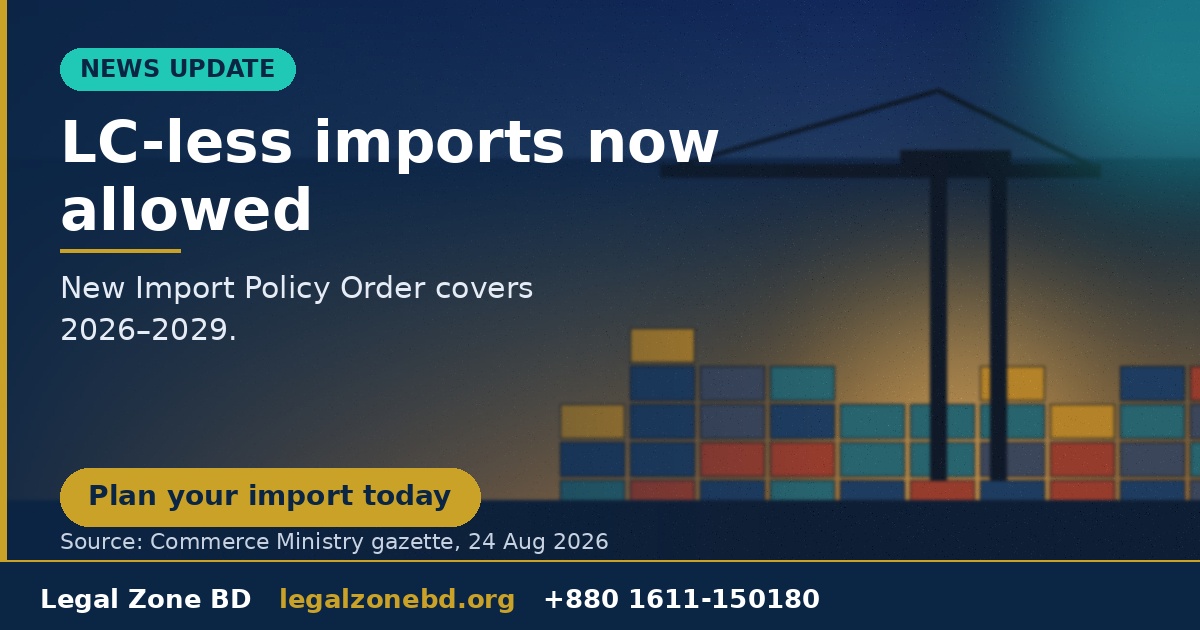 NEWS UPDATE
LC-less imports now
allowed
New Import Policy Order covers
2026–2029.
Plan your import today
Source: Commerce Ministry gazette, 24 Aug 2026
Legal Zone BD legalzonebd.org +880 1611-150180